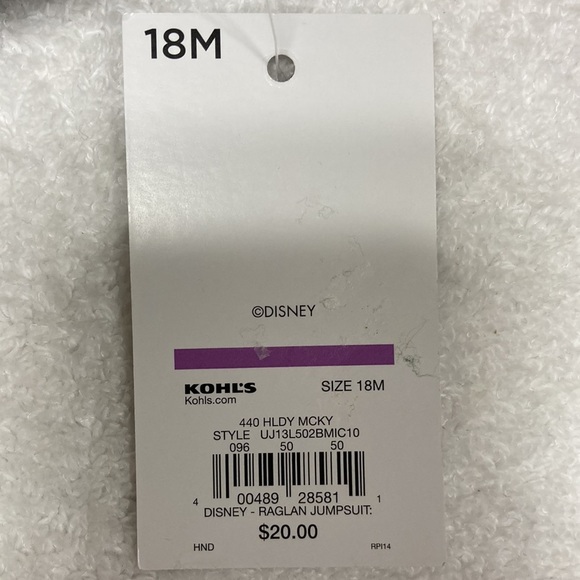 18M
©DISNEY
KOHL'S SIZE 18M
Kohls.com
440 HLDY MCKY
STYLE UJ13L502BMIC10
096 50 50
4 00489 28581 1
DISNEY - RAGLAN JUMPSUIT:
$20.00
HND RPI14